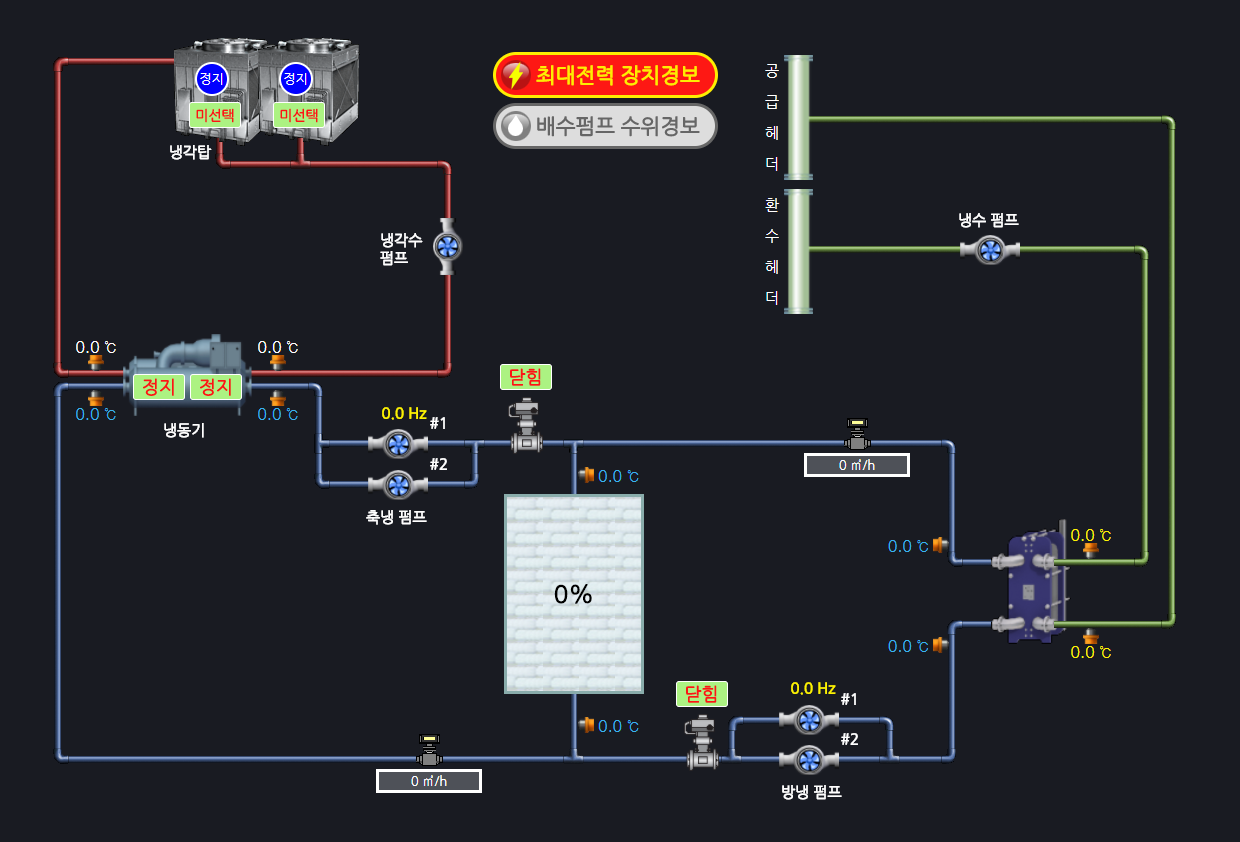 정지
정지
미선택
미선택
냉각탑
최대전력 장치경보
배수펌프 수위경보
공
급
헤
더
환
수
헤
더
냉수 펌프
냉각수
펌프
0.0 ℃
0.0 ℃
정지
정지
0.0 ℃
0.0 ℃
냉동기
닫힘
0.0 Hz
#1
#2
축냉 펌프
0.0 ℃
0 ㎥/h
0.0 ℃
0.0 ℃
0%
0.0 ℃
0.0 ℃
닫힘
0.0 Hz
#1
#2
0.0 ℃
0 ㎥/h
방냉 펌프